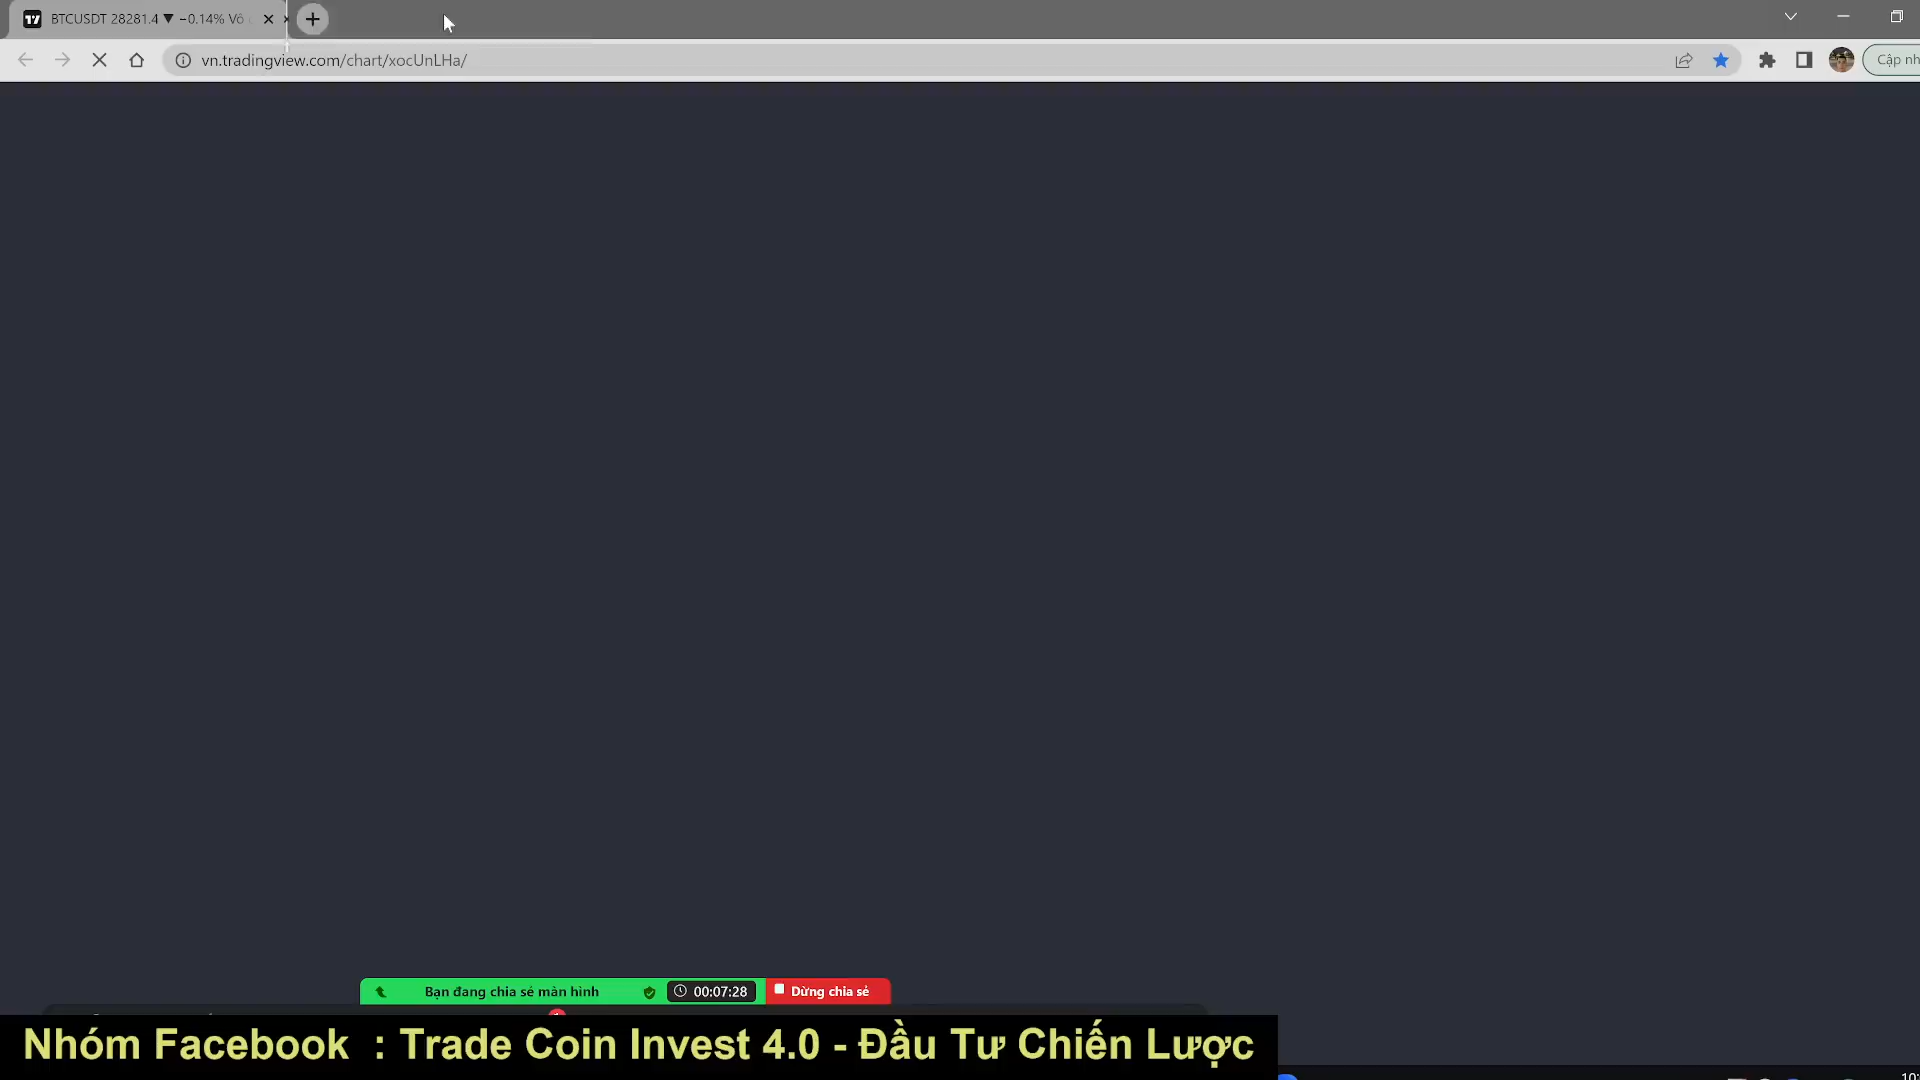 BTCUSDT 28281.4 ▼ −0.14% Vô
vn.tradingview.com/chart/xocUnLHa/
Cập nh
Bạn đang chia sẻ màn hình
00:07:28
Dừng chia sẻ
Nhóm Facebook : Trade Coin Invest 4.0 - Đầu Tư Chiến Lược